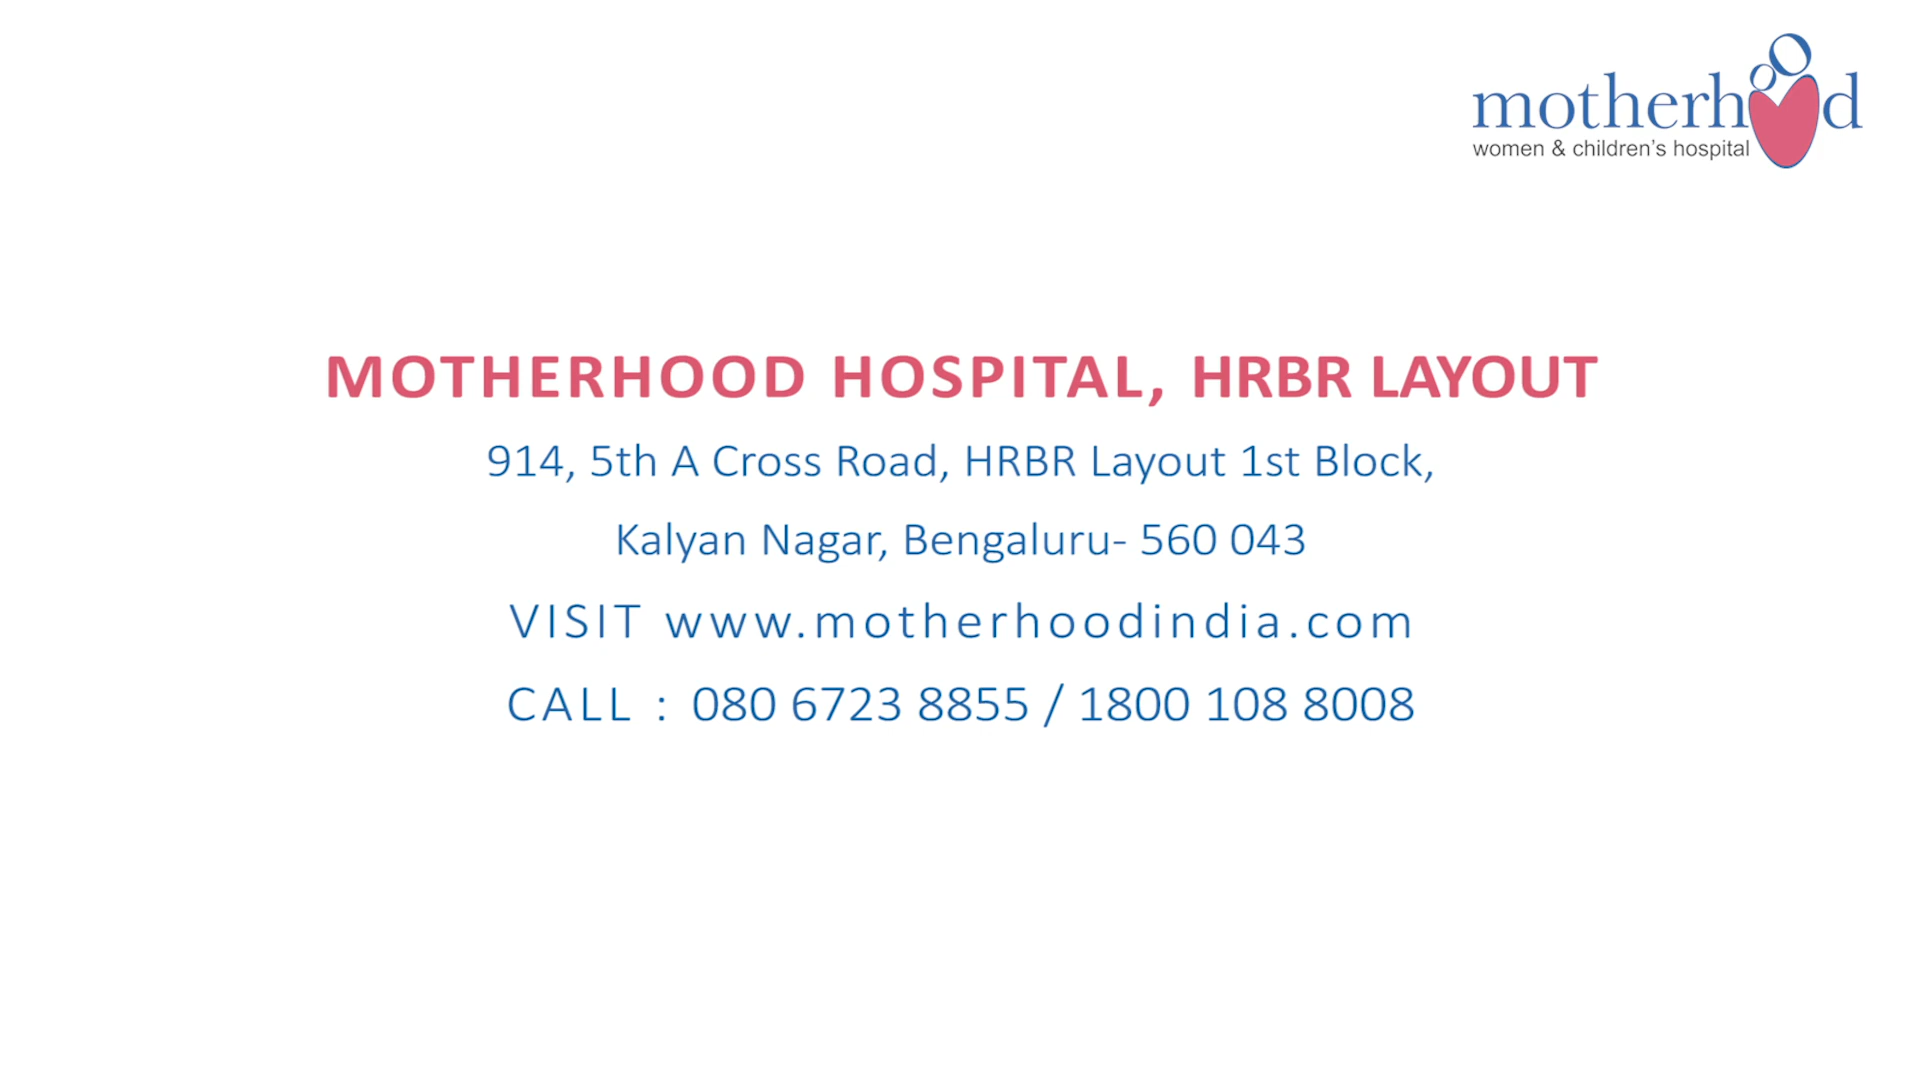 motherhood
women & children's hospital
MOTHERHOOD HOSPITAL, HRBR LAYOUT
914, 5th A Cross Road, HRBR Layout 1st Block,
Kalyan Nagar, Bengaluru- 560 043
VISIT www.motherhoodindia.com
CALL : 080 6723 8855 / 1800 108 8008